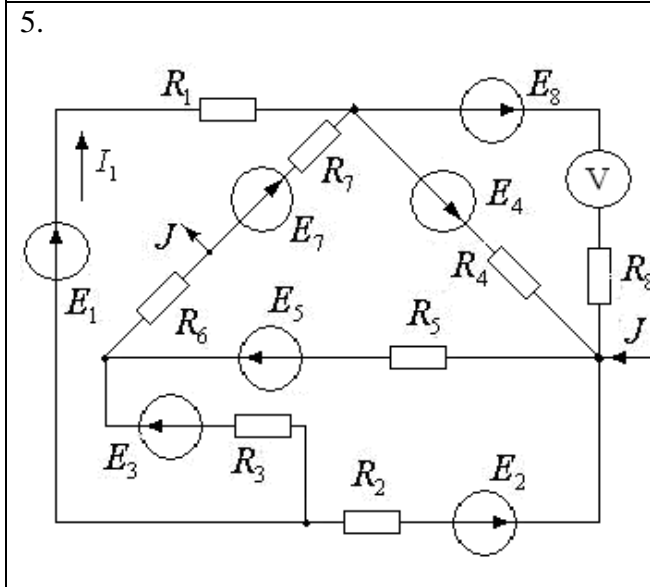 5.
R₁
E₈
I₁
R₇
V
E₄
J
E₇
R₄
R₈
E₁
R₆
E₅
R₅
J
E₃
R₃
R₂
E₂